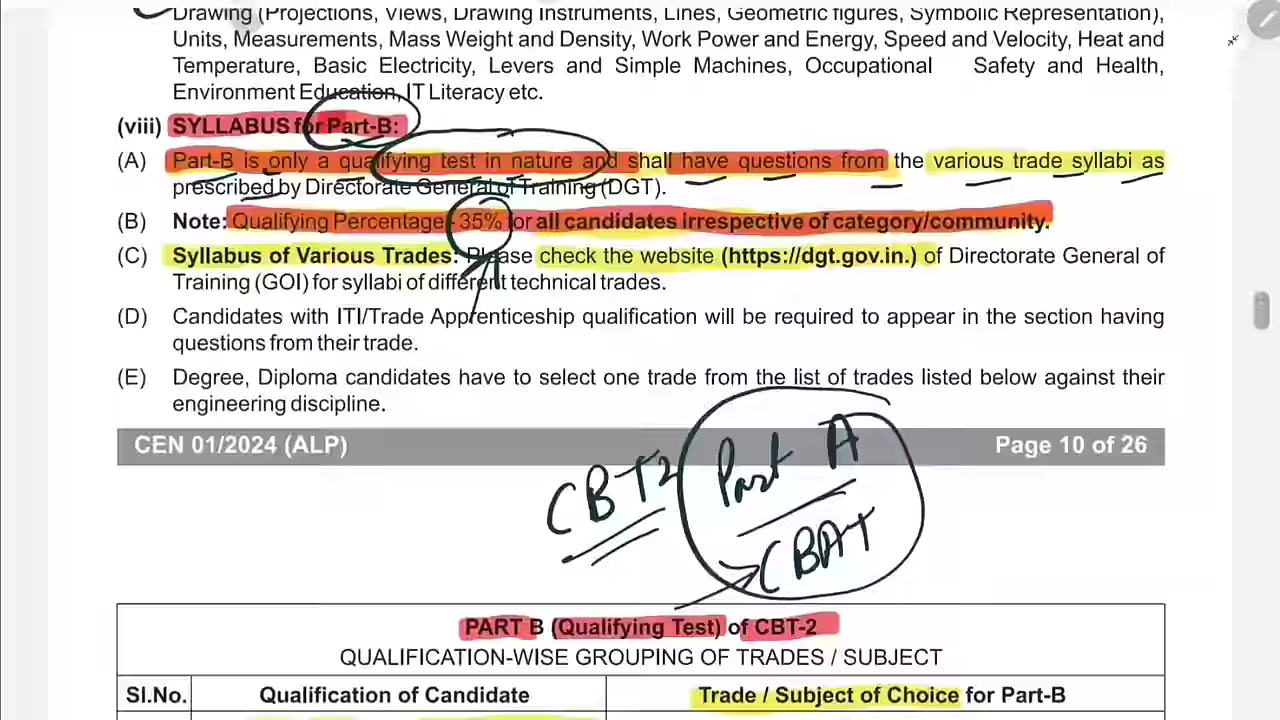 Drawing (Projections, Views, Drawing Instruments, Lines, Geometric figures, Symbolic Representation),
Units, Measurements, Mass Weight and Density, Work Power and Energy, Speed and Velocity, Heat and
Temperature, Basic Electricity, Levers and Simple Machines, Occupational Safety and Health,
Environment Education, IT Literacy etc.
(viii) SYLLABUS for Part-B:
(A) Part-B is only a qualifying test in nature and shall have questions from the various trade syllabi as
prescribed by Directorate General of Training (DGT).
(B) Note: Qualifying Percentage - 35% for all candidates irrespective of category/community.
(C) Syllabus of Various Trades: Please check the website (https://dgt.gov.in.) of Directorate General of
Training (GOI) for syllabi of different technical trades.
(D) Candidates with ITI/Trade Apprenticeship qualification will be required to appear in the section having
questions from their trade.
(E) Degree, Diploma candidates have to select one trade from the list of trades listed below against their
engineering discipline.
CEN 01/2024 (ALP) Page 10 of 26
CBT2 Part A
CBAT
PART B (Qualifying Test) of CBT-2
QUALIFICATION-WISE GROUPING OF TRADES / SUBJECT
Sl.No. Qualification of Candidate Trade / Subject of Choice for Part-B